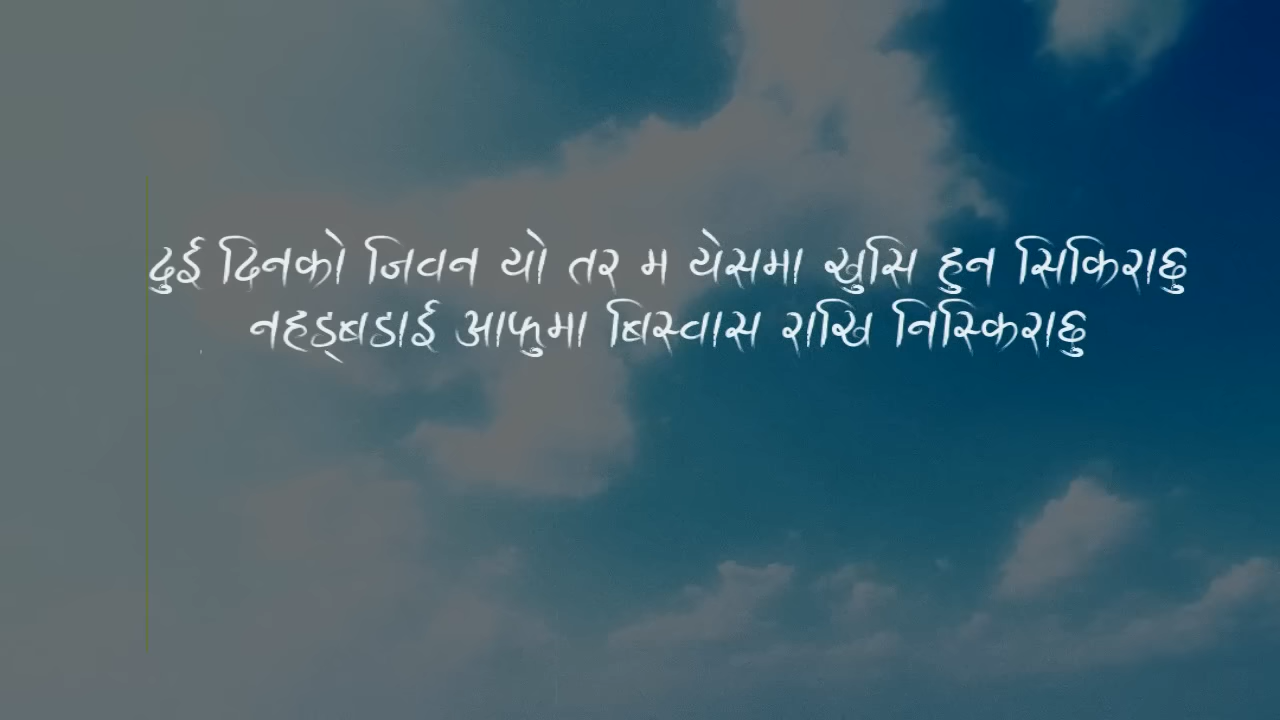 दुई दिनको जिवन यो तर म येसमा खुसि हुन सिकिराछु
नहड्बडाई आफुमा बिस्वास राखि निस्किराछु